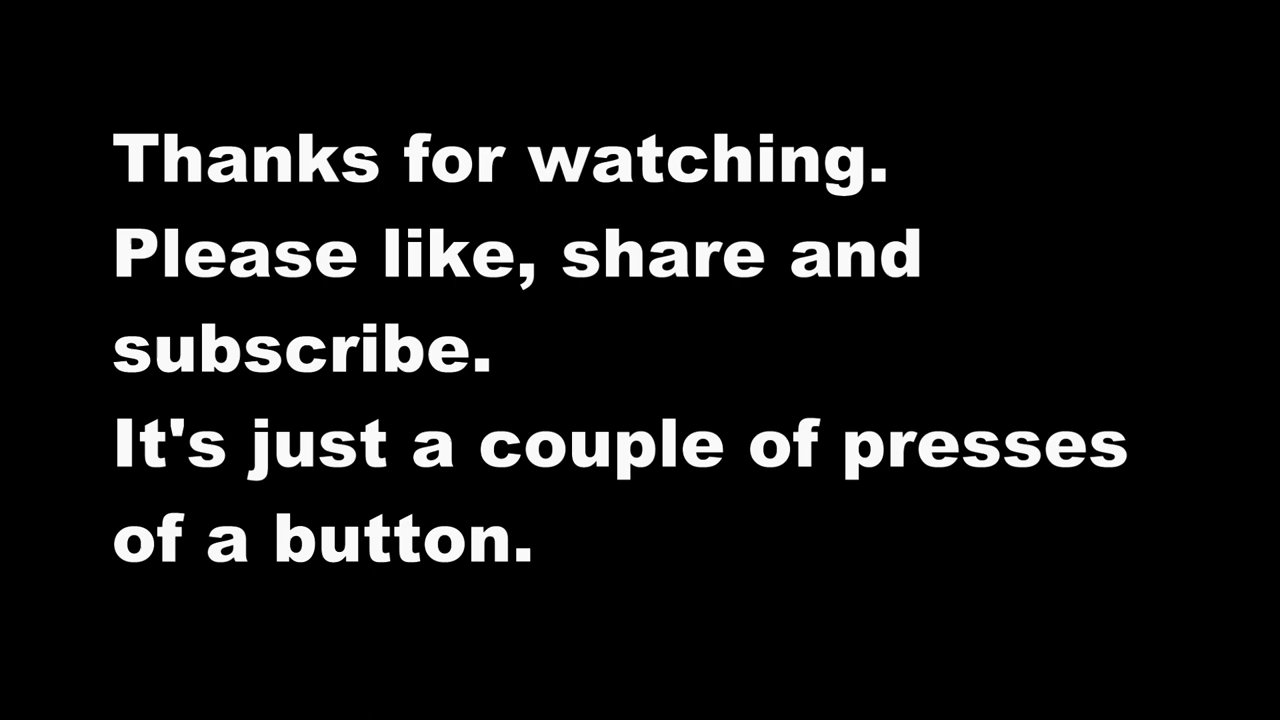 Thanks for watching.
Please like, share and
subscribe.
It's just a couple of presses
of a button.